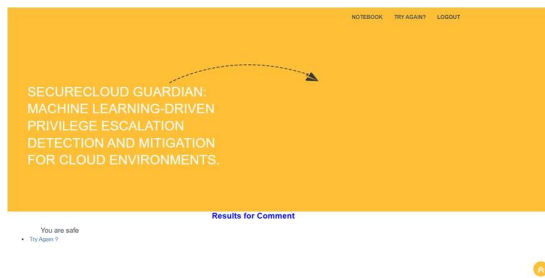 NOTEBOOK TRY AGAIN? LOGOUT
SECURECLOUD GUARDIAN:
MACHINE LEARNING-DRIVEN
PRIVILEGE ESCALATION
DETECTION AND MITIGATION
FOR CLOUD ENVIRONMENTS.
Results for Comment
You are safe
Try Again ?